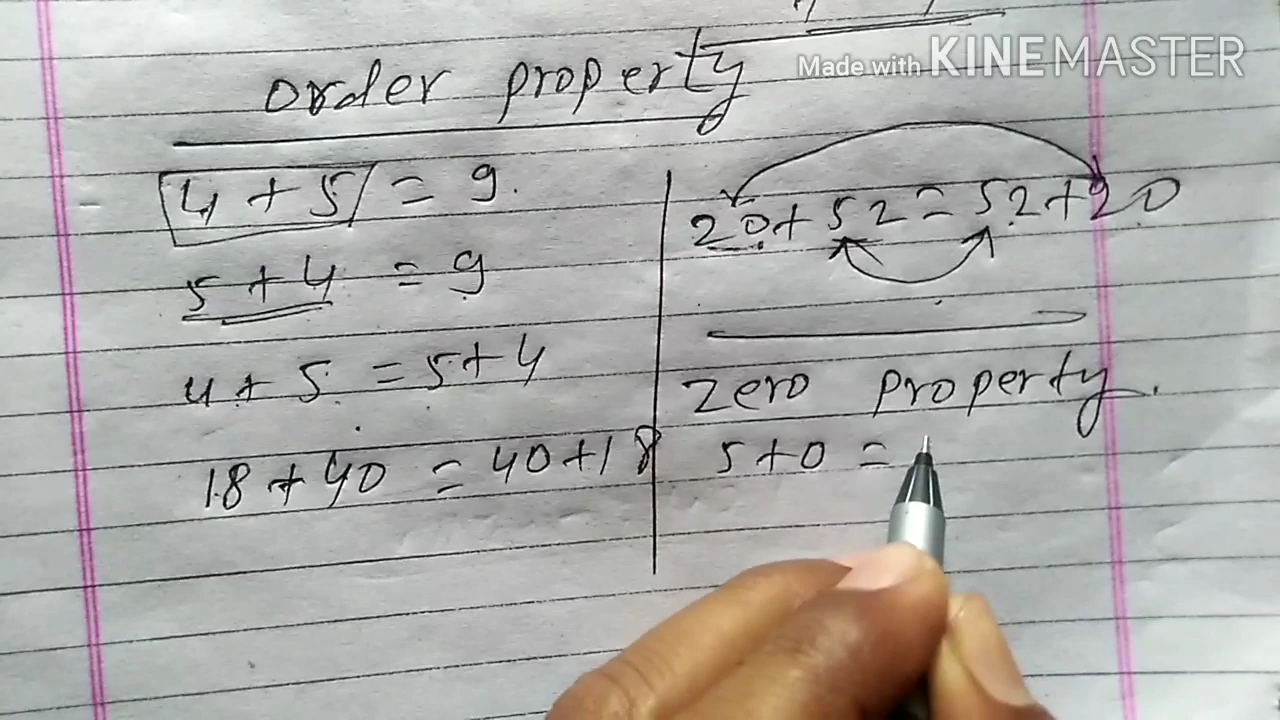 Made with KINEMASTER
Order property
4 + 5 = 9.
5 + 4 = 9
4 + 5 = 5 + 4
18 + 40 = 40 + 18
20 + 52 = 52 + 20
Zero property.
5 + 0 =